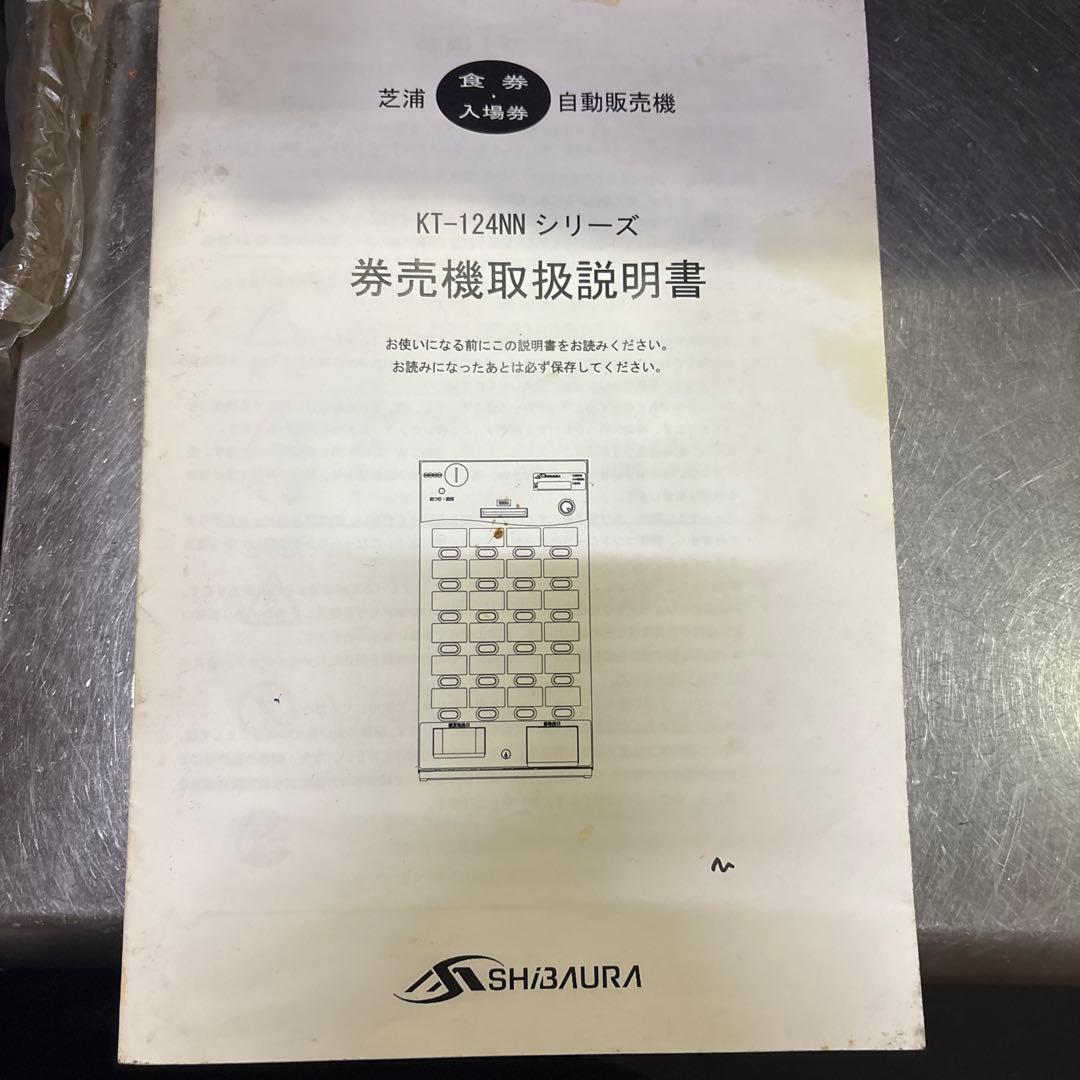 芝浦 食券・入場券 自動販売機
KT-124NN シリーズ
券売機取扱説明書
お使いになる前にこの説明書をお読みください。
お読みになったあとは必ず保存してください。
SHiBAURA